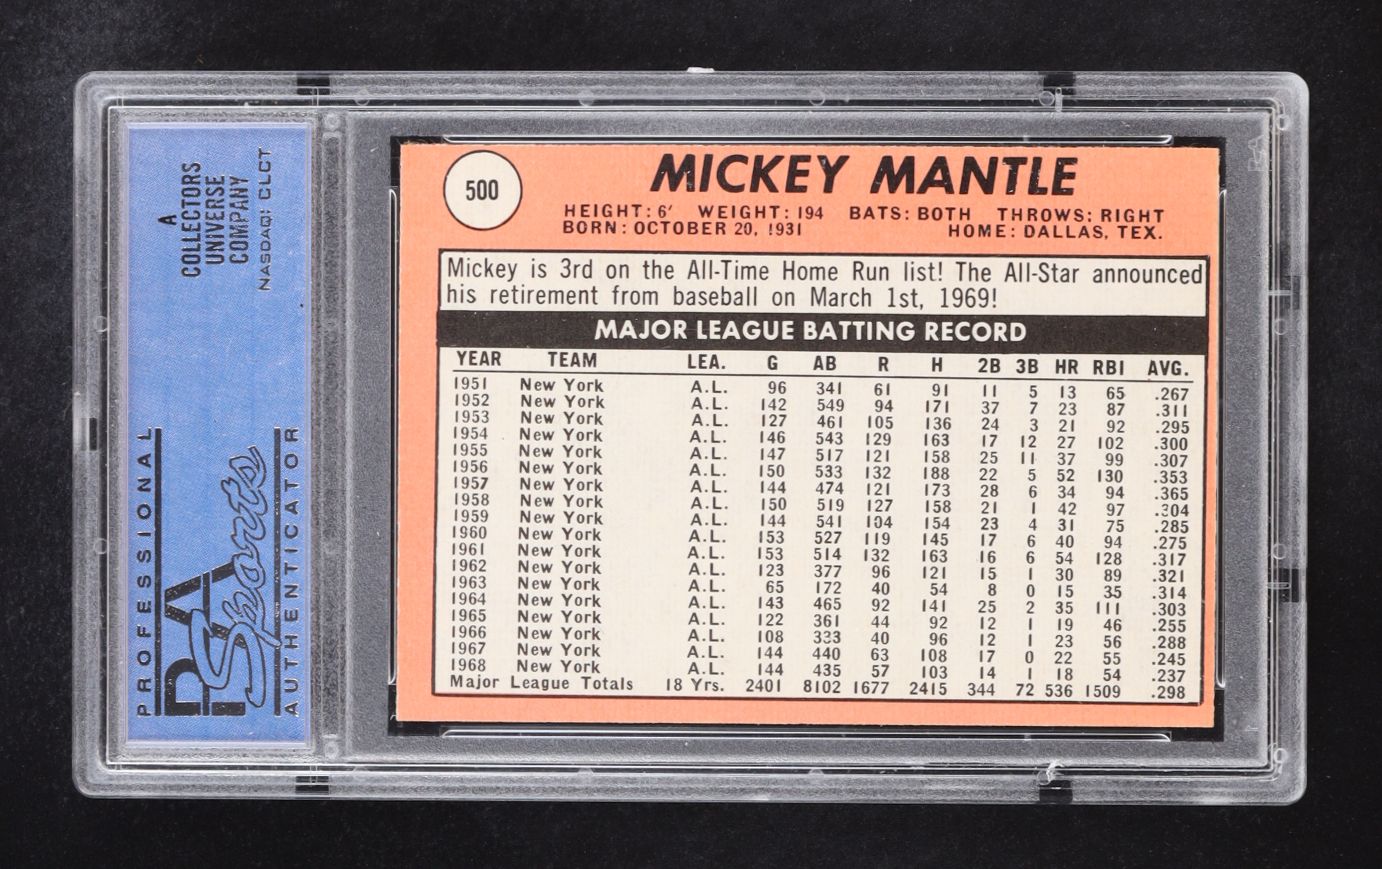 A
COLLECTORS
UNIVERSE
COMPANY
NASDAQ: CLCT
PROFESSIONAL
PSA
Sports
AUTHENTICATOR
500
MICKEY MANTLE
HEIGHT: 6' WEIGHT: 194 BATS: BOTH THROWS: RIGHT
BORN: OCTOBER 20, 1931 HOME: DALLAS, TEX.
Mickey is 3rd on the All-Time Home Run list! The All-Star announced
his retirement from baseball on March 1st, 1969!
MAJOR LEAGUE BATTING RECORD
YEAR TEAM LEA. G AB R H 2B 3B HR RBI AVG.
1951 New York A.L. 96 341 61 91 11 5 13 65 .267
1952 New York A.L. 142 549 94 171 37 7 23 87 .311
1953 New York A.L. 127 461 105 136 24 3 21 92 .295
1954 New York A.L. 146 543 129 163 17 12 27 102 .300
1955 New York A.L. 147 517 121 158 25 11 37 99 .307
1956 New York A.L. 150 533 132 188 22 5 52 130 .353
1957 New York A.L. 144 474 121 173 28 6 34 94 .365
1958 New York A.L. 150 519 127 158 21 1 42 97 .304
1959 New York A.L. 144 541 104 154 23 4 31 75 .285
1960 New York A.L. 153 527 119 145 17 6 40 94 .275
1961 New York A.L. 153 514 132 163 16 6 54 128 .317
1962 New York A.L. 123 377 96 121 15 1 30 89 .321
1963 New York A.L. 65 172 40 54 8 0 15 35 .314
1964 New York A.L. 143 465 92 141 25 2 35 111 .303
1965 New York A.L. 122 361 44 92 12 1 19 46 .255
1966 New York A.L. 108 333 40 96 12 1 23 56 .288
1967 New York A.L. 144 440 63 108 17 0 22 55 .245
1968 New York A.L. 144 435 57 103 14 1 18 54 .237
Major League Totals 18 Yrs. 2401 8102 1677 2415 344 72 536 1509 .298